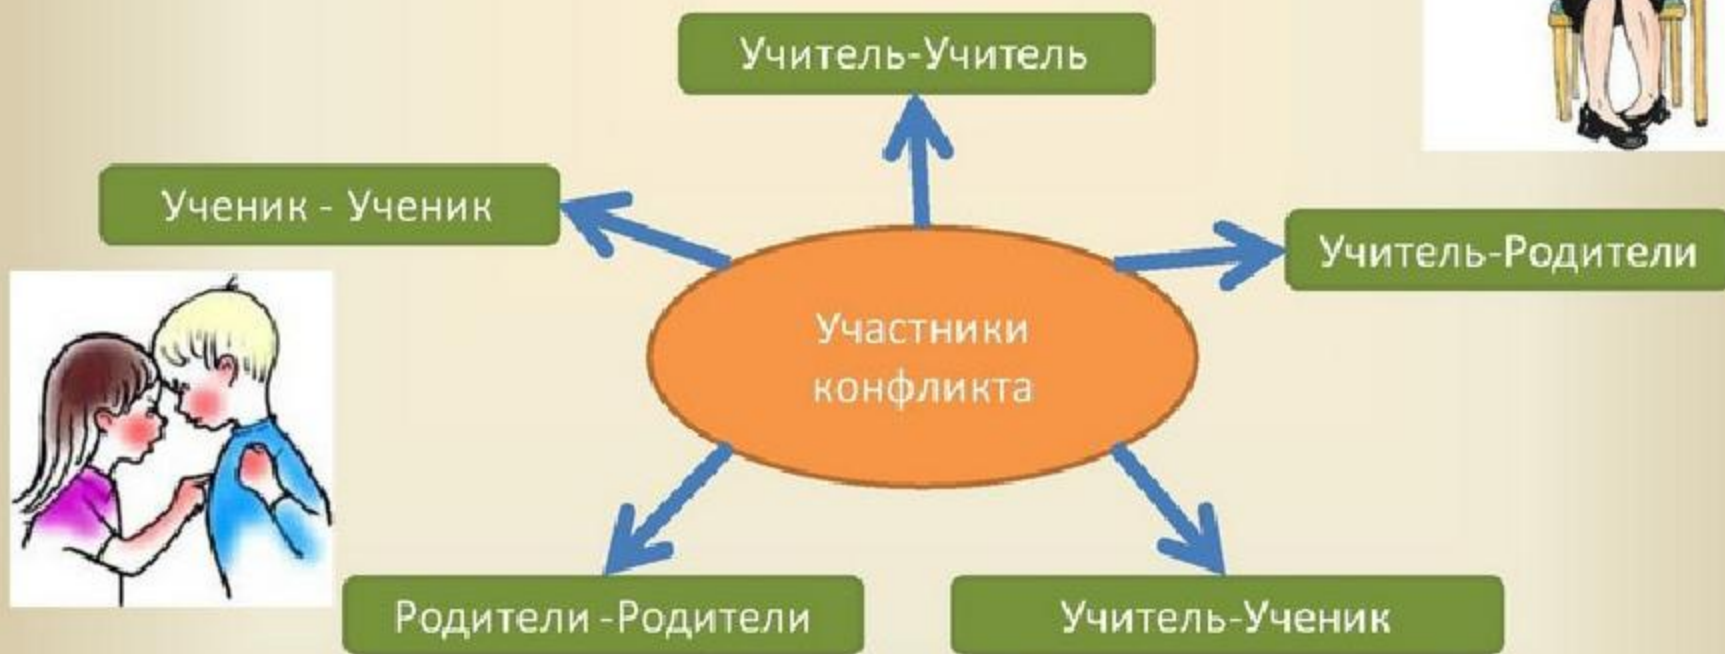 Учитель-Учитель
Ученик - Ученик
Учитель-Родители
Участники
конфликта
Родители -Родители
Учитель-Ученик